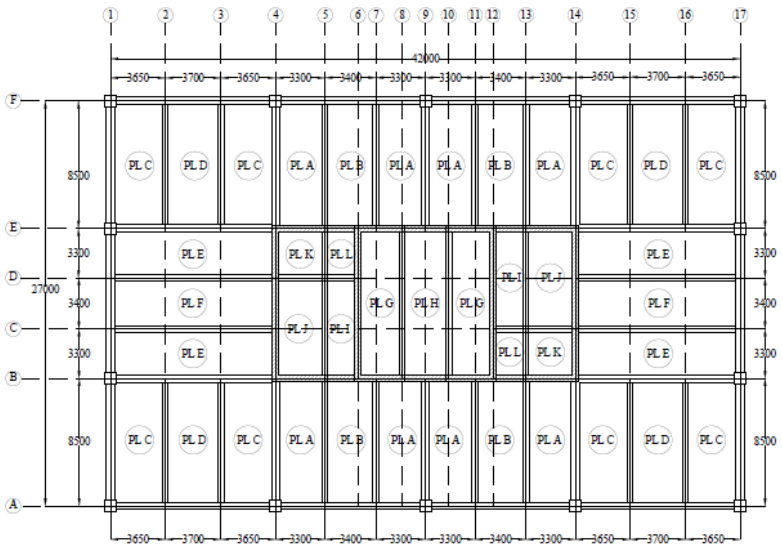 1 2 3 4 5 6 7 8 9 10 11 12 13 14 15 16 17
42000
3650 3700 3650 3300 3400 3300 3300 3400 3300 3650 3700 3650
F
8500 PL C PL D PL C PL A PL B PL A PL A PL B PL A PL C PL D PL C 8500
E
3300 PL E PL K PL L PL I PL J PL E 3300
27000
D
3400 PL F PL J PL I PL G PL H PL G PL F 3400
C
3300 PL E PL L PL K PL E 3300
B
8500 PL C PL D PL C PL A PL B PL A PL A PL B PL A PL C PL D PL C 8500
A
3650 3700 3650 3300 3400 3300 3300 3400 3300 3650 3700 3650